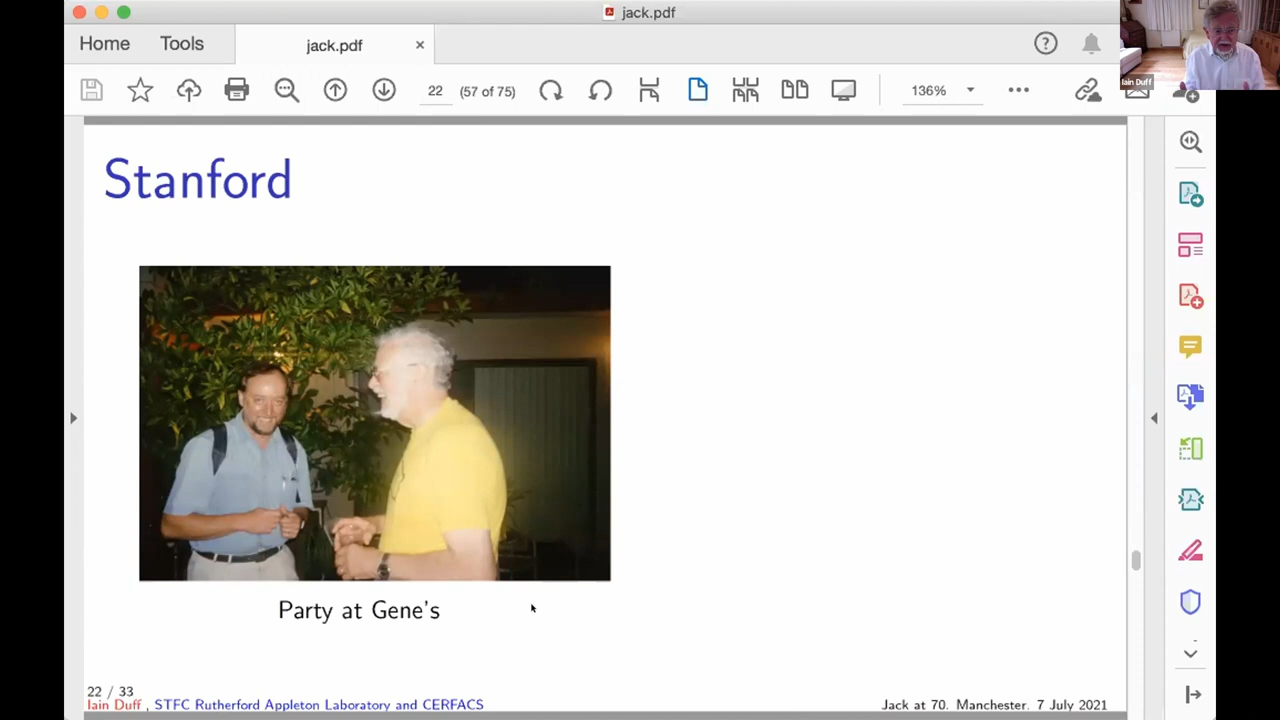 jack.pdf
Home Tools jack.pdf
22 (57 of 75) 136%
Iain Duff
Stanford
Party at Gene's
22 / 33
Iain Duff , STFC Rutherford Appleton Laboratory and CERFACS Jack at 70. Manchester. 7 July 2021